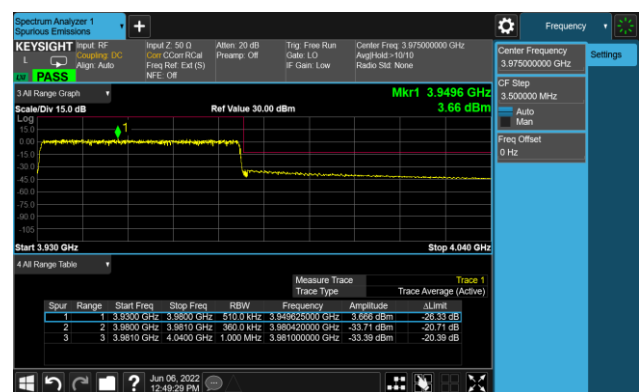 Spectrum Analyzer 1
Spurious Emissions
Frequency
KEYSIGHT Input: RF Input Z: 50 Ω Atten: 20 dB Trig: Free Run Center Freq: 3.975000000 GHz
Coupling: DC Corr CCorr RCal Preamp: Off Gate: LO Avg|Hold:>10/10
L Align: Auto Freq Ref: Ext (S) IF Gain: Low Radio Std: None
NFE: Off
PASS
Center Frequency
3.975000000 GHz
Settings
CF Step
3.500000 MHz
Auto
Man
Freq Offset
0 Hz
3 All Range Graph
Mkr1 3.9496 GHz
Scale/Div 15.0 dB Ref Value 30.00 dBm 3.66 dBm
Log
15.0
1
0.00
-15.0
-30.0
-45.0
-60.0
-75.0
-90.0
-105
Start 3.930 GHz Stop 4.040 GHz
4 All Range Table
Measure Trace Trace 1
Trace Type Trace Average (Active)
Spur Range Start Freq Stop Freq RBW Frequency Amplitude ΔLimit
1 1 3.9300 GHz 3.9800 GHz 510.0 kHz 3.949625000 GHz 3.666 dBm -26.33 dB
2 2 3.9800 GHz 3.9810 GHz 360.0 kHz 3.980420000 GHz -33.71 dBm -20.71 dB
3 3 3.9810 GHz 4.0400 GHz 1.000 MHz 3.981000000 GHz -33.39 dBm -20.39 dB
Jun 06, 2022
12:49:29 PM